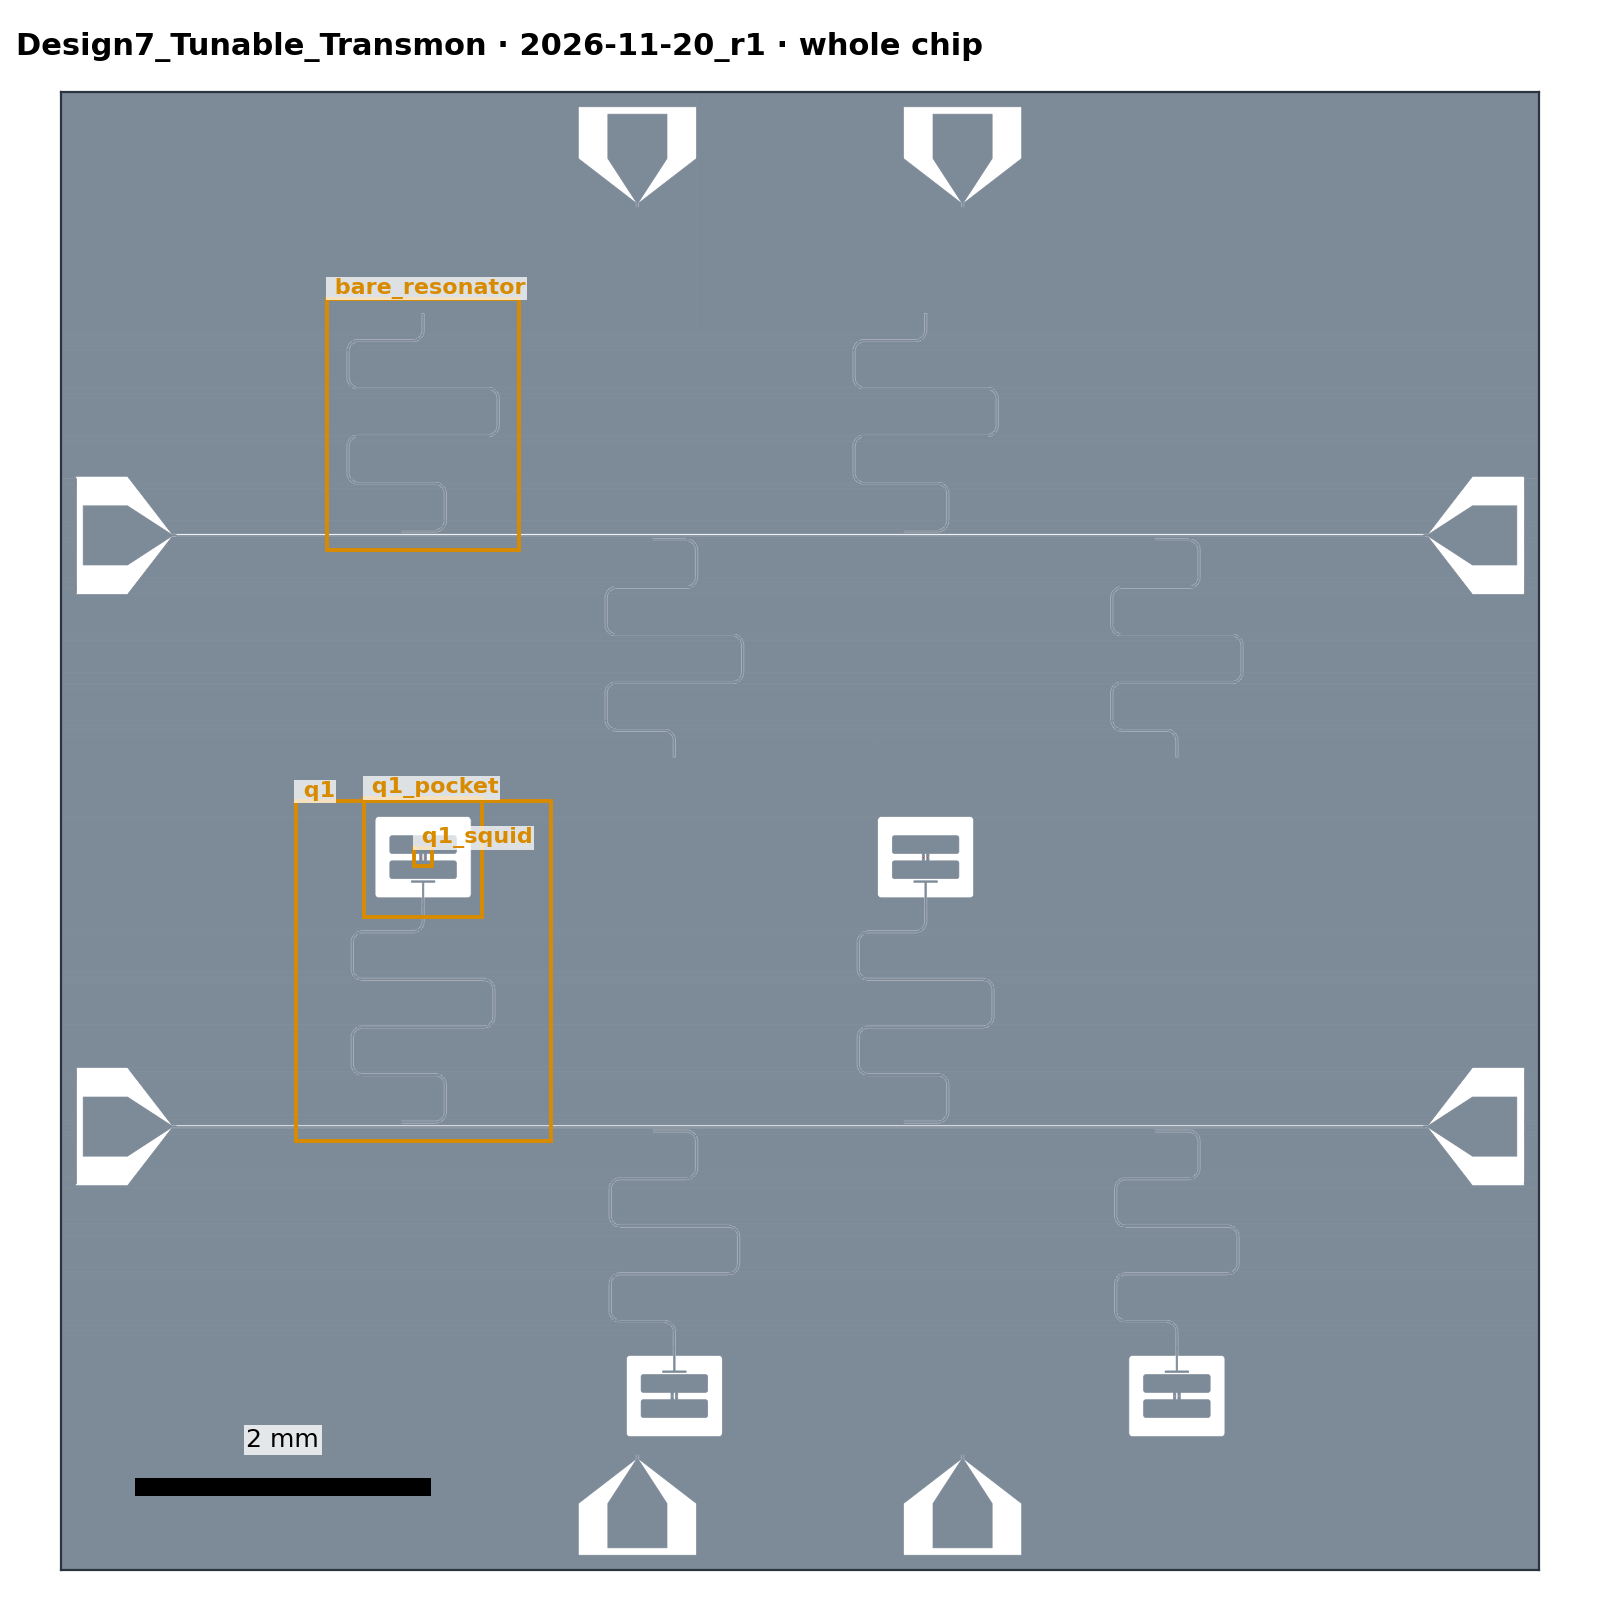 Design7_Tunable_Transmon · 2026-11-20_r1 · whole chip
bare_resonator
q1
q1_pocket
q1_squid
2 mm